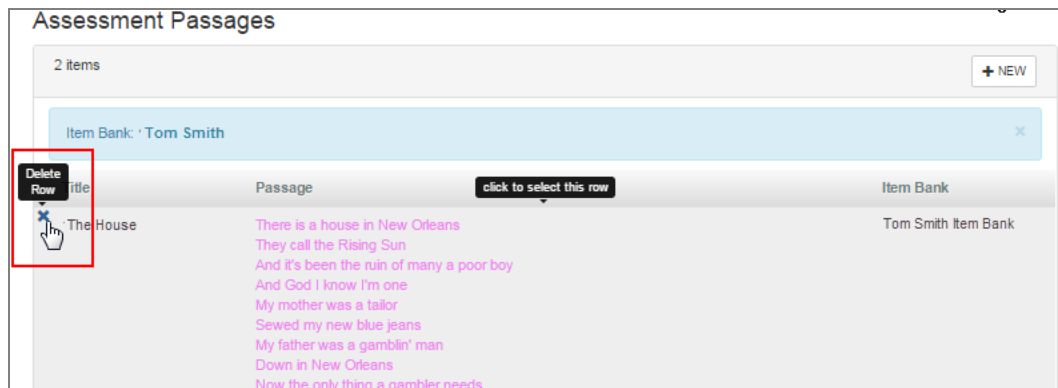 Assessment Passages
2 items
+ NEW
Item Bank: Tom Smith
×
Delete
Row
Title
Passage
click to select this row
Item Bank
The House
There is a house in New Orleans
Tom Smith Item Bank
They call the Rising Sun
And it's been the ruin of many a poor boy
And God I know I'm one
My mother was a tailor
Sewed my new blue jeans
My father was a gamblin' man
Down in New Orleans
Now the only thing a gambler needs